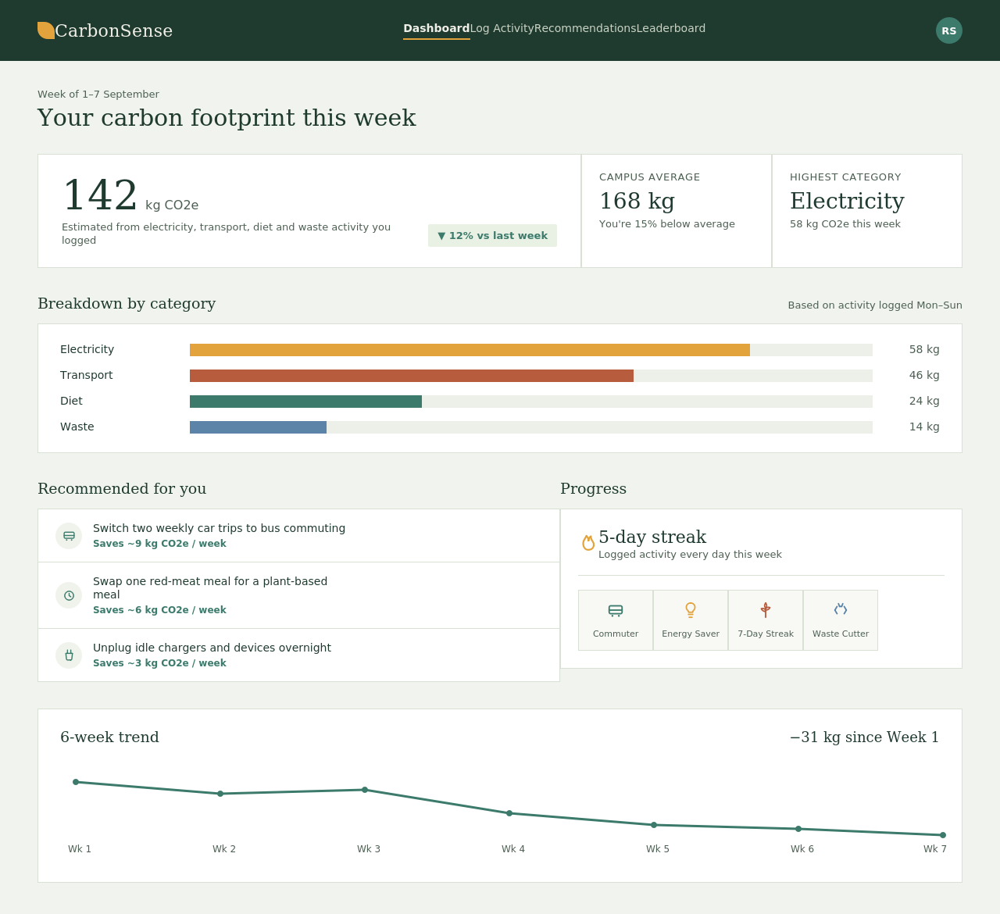 CarbonSense
Dashboard
Log Activity
Recommendations
Leaderboard
RS
Week of 1–7 September
Your carbon footprint this week
142 kg CO2e
Estimated from electricity, transport, diet and waste activity you
logged
▼ 12% vs last week
CAMPUS AVERAGE
168 kg
You're 15% below average
HIGHEST CATEGORY
Electricity
58 kg CO2e this week
Breakdown by category
Based on activity logged Mon–Sun
Electricity 58 kg
Transport 46 kg
Diet 24 kg
Waste 14 kg
Recommended for you
Switch two weekly car trips to bus commuting
Saves ~9 kg CO2e / week
Swap one red-meat meal for a plant-based
meal
Saves ~6 kg CO2e / week
Unplug idle chargers and devices overnight
Saves ~3 kg CO2e / week
Progress
5-day streak
Logged activity every day this week
Commuter
Energy Saver
7-Day Streak
Waste Cutter
6-week trend
−31 kg since Week 1
Wk 1 Wk 2 Wk 3 Wk 4 Wk 5 Wk 6 Wk 7